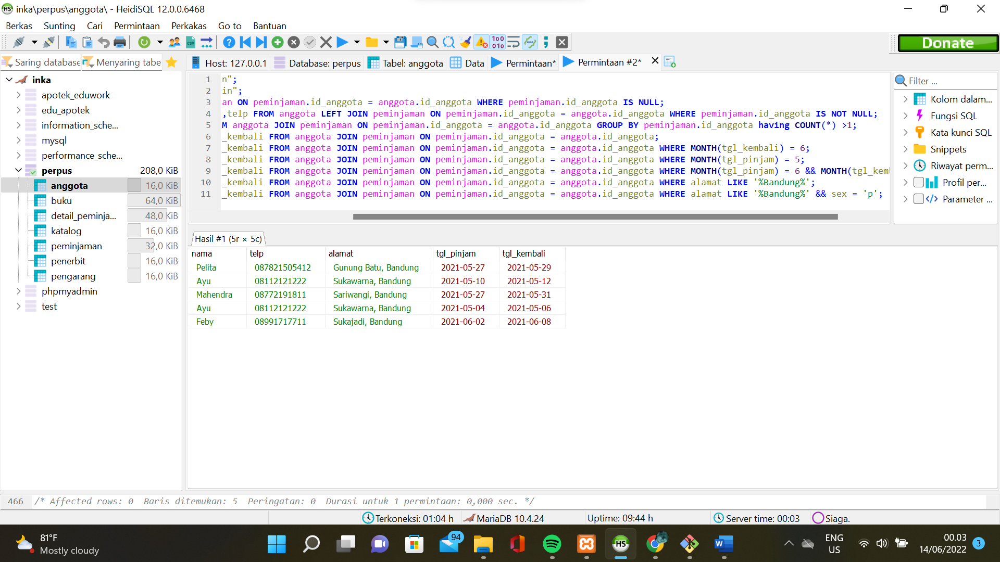 inka\perpus\anggota\ - HeidiSQL 12.0.0.6468
Berkas Sunting Cari Permintaan Perkakas Go to Bantuan
Donate
Saring database Menyaring tabe
Host: 127.0.0.1 Database: perpus Tabel: anggota Data Permintaan* Permintaan #2*
inka
apotek_eduwork
edu_apotek
information_sche...
mysql
performance_sche...
perpus 208,0 KiB
anggota 16,0 KiB
buku 64,0 KiB
detail_peminja... 48,0 KiB
katalog 16,0 KiB
peminjaman 32,0 KiB
penerbit 16,0 KiB
pengarang 16,0 KiB
phpmyadmin
test
1 n";
2 in";
3 an ON peminjaman.id_anggota = anggota.id_anggota WHERE peminjaman.id_anggota IS NULL;
4 ,telp FROM anggota LEFT JOIN peminjaman ON peminjaman.id_anggota = anggota.id_anggota WHERE peminjaman.id_anggota IS NOT NULL;
5 M anggota JOIN peminjaman ON peminjaman.id_anggota = anggota.id_anggota GROUP BY peminjaman.id_anggota having COUNT(*) >1;
6 _kembali FROM anggota JOIN peminjaman ON peminjaman.id_anggota = anggota.id_anggota;
7 _kembali FROM anggota JOIN peminjaman ON peminjaman.id_anggota = anggota.id_anggota WHERE MONTH(tgl_kembali) = 6;
8 _kembali FROM anggota JOIN peminjaman ON peminjaman.id_anggota = anggota.id_anggota WHERE MONTH(tgl_pinjam) = 5;
9 _kembali FROM anggota JOIN peminjaman ON peminjaman.id_anggota = anggota.id_anggota WHERE MONTH(tgl_pinjam) = 6 && MONTH(tgl_kem
10 _kembali FROM anggota JOIN peminjaman ON peminjaman.id_anggota = anggota.id_anggota WHERE alamat LIKE '%Bandung%';
11 _kembali FROM anggota JOIN peminjaman ON peminjaman.id_anggota = anggota.id_anggota WHERE alamat LIKE '%Bandung%' && sex = 'p';
Filter ...
Kolom dalam...
Fungsi SQL
Kata kunci SQL
Snippets
Riwayat perm...
Profil per...
Parameter ...
Hasil #1 (5r × 5c)
nama telp alamat tgl_pinjam tgl_kembali
Pelita 087821505412 Gunung Batu, Bandung 2021-05-27 2021-05-29
Ayu 08112121222 Sukawarna, Bandung 2021-05-10 2021-05-12
Mahendra 08772191811 Sariwangi, Bandung 2021-05-27 2021-05-31
Ayu 08112121222 Sukawarna, Bandung 2021-05-04 2021-05-06
Feby 08991717711 Sukajadi, Bandung 2021-06-02 2021-06-08
466 /* Affected rows: 0 Baris ditemukan: 5 Peringatan: 0 Durasi untuk 1 permintaan: 0,000 sec. */
Terkoneksi: 01:04 h MariaDB 10.4.24 Uptime: 09:44 h Server time: 00:03 Siaga.
81°F
Mostly cloudy
94
HS
W
ENG
US
00.03
14/06/2022
3